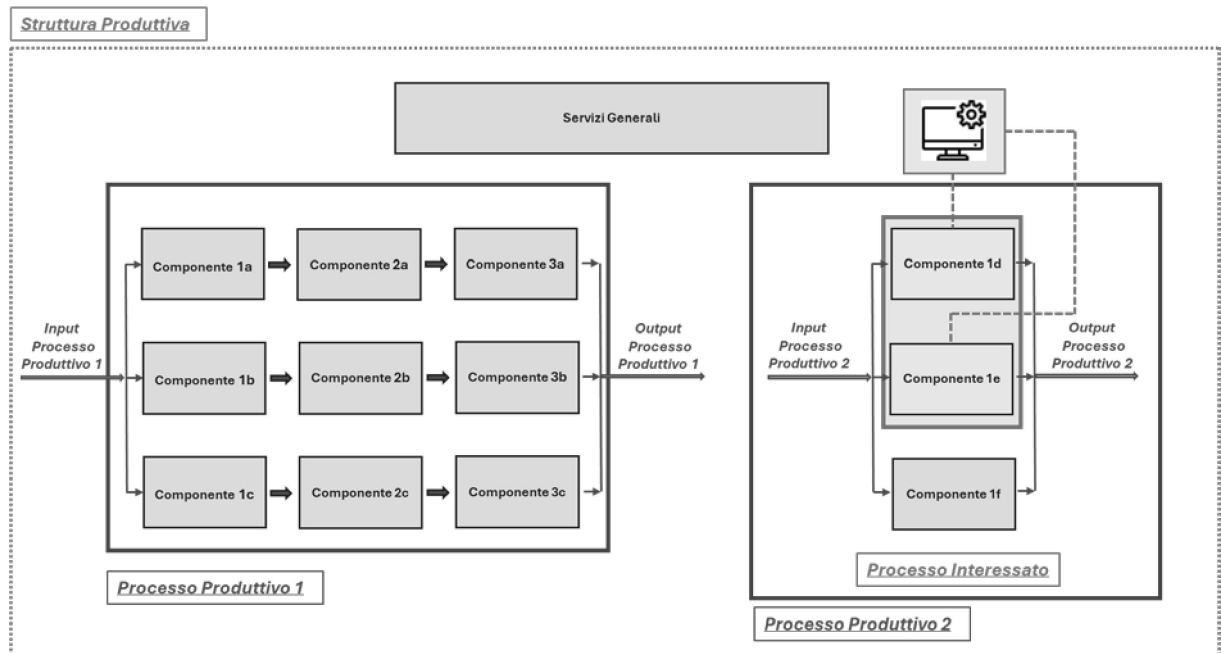 Struttura Produttiva
Servizi Generali
Componente 1a
Componente 2a
Componente 3a
Input
Processo
Produttivo 1
Componente 1b
Componente 2b
Componente 3b
Output
Processo
Produttivo 1
Componente 1c
Componente 2c
Componente 3c
Processo Produttivo 1
Componente 1d
Input
Processo
Produttivo 2
Componente 1e
Output
Processo
Produttivo 2
Componente 1f
Processo Interessato
Processo Produttivo 2